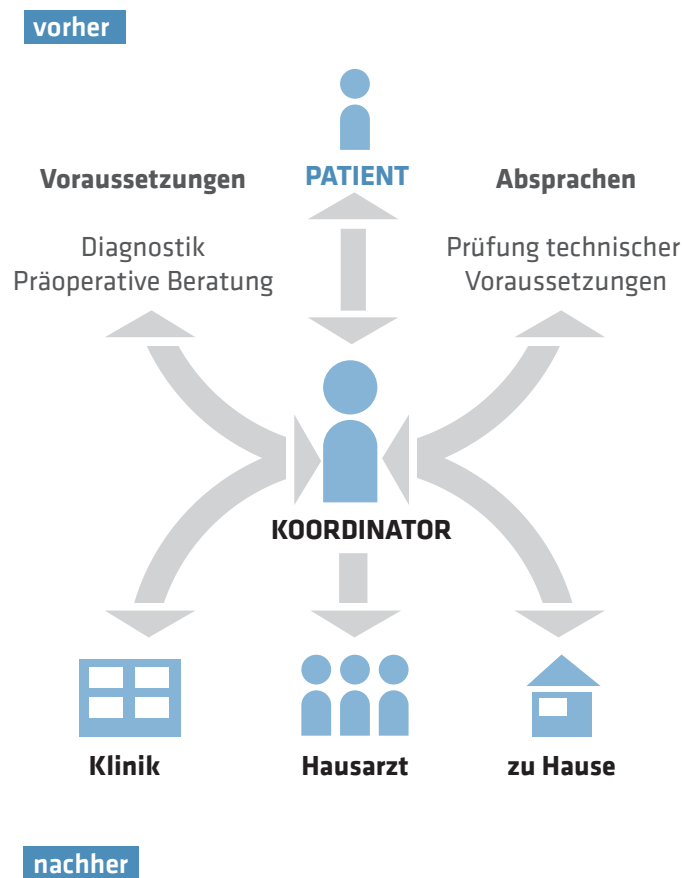 vorher
PATIENT
Voraussetzungen
Diagnostik
Präoperative Beratung
Absprachen
Prüfung technischer
Voraussetzungen
KOORDINATOR
Klinik
Hausarzt
zu Hause
nachher